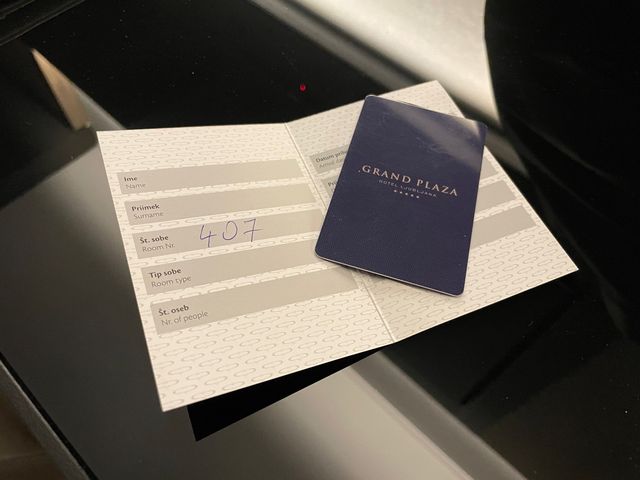 Ime
Name
Priimek
Surname
Št. sobe
Room Nr.
407
Tip sobe
Room type
Št. oseb
Nr. of people
Datum
GRAND PLAZA
HOTEL LJUBLJANA
★★★★★